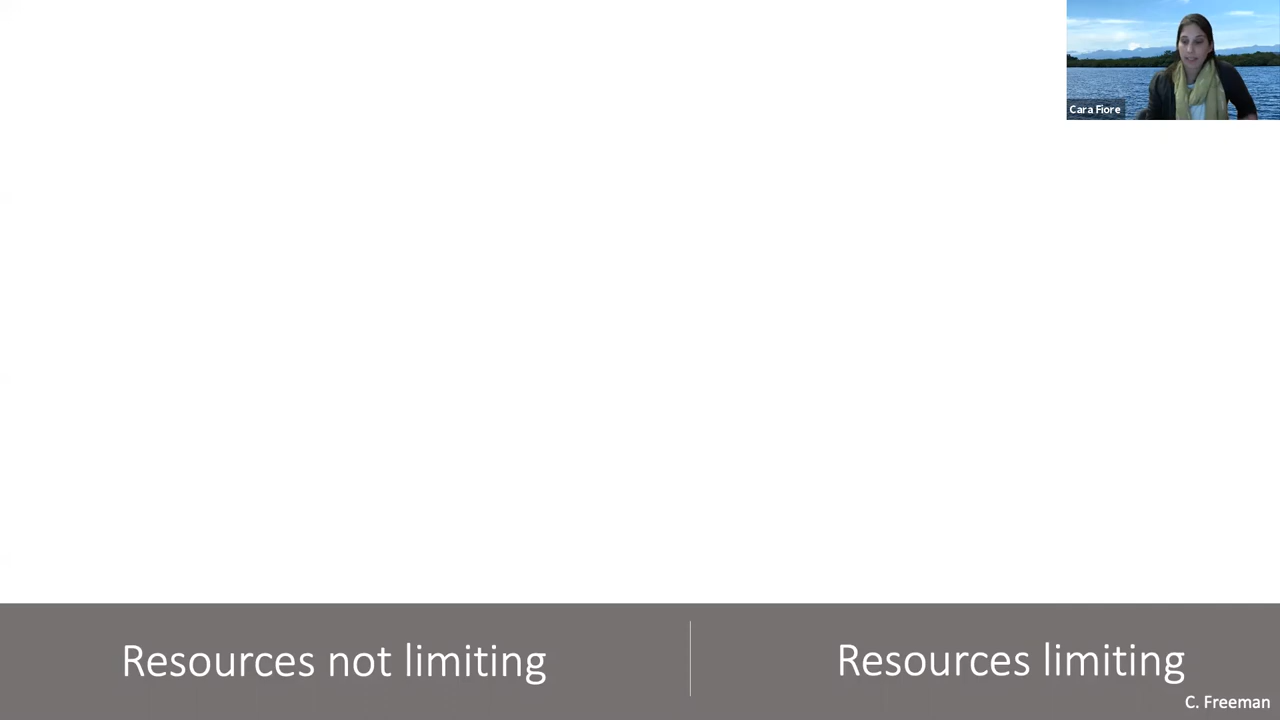 Cara Fiore
Resources not limiting
Resources limiting
C. Freeman